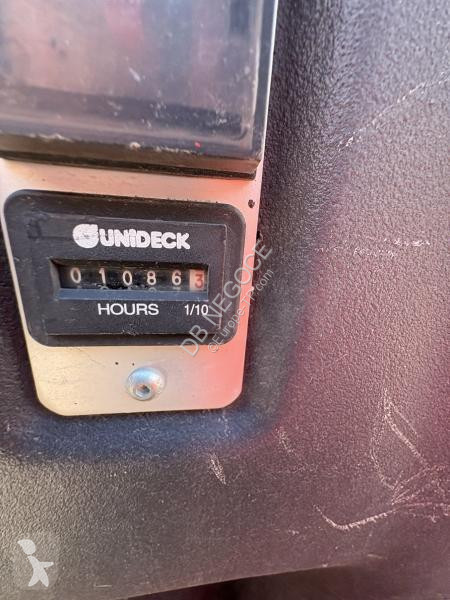 UNIDECK
010863
HOURS 1/10
DB NEGOCE